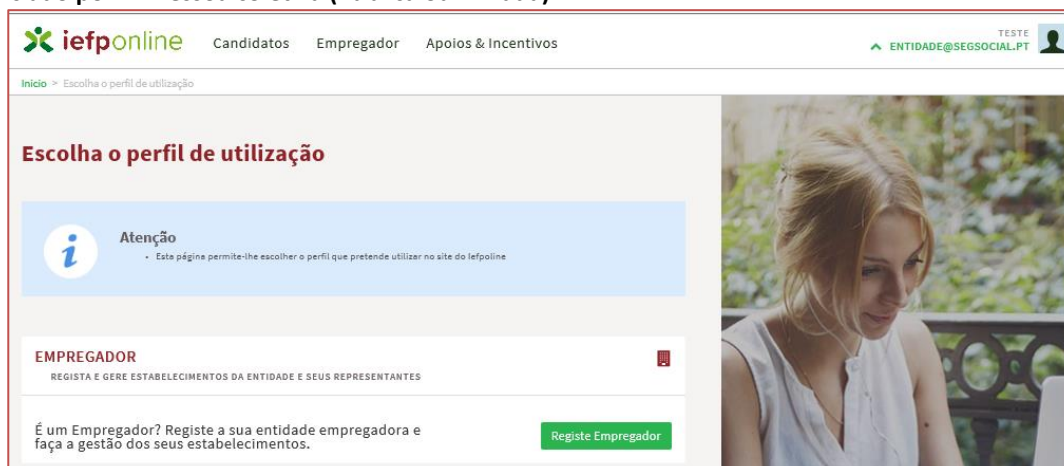 iefponline Candidatos Empregador Apoios & Incentivos
TESTE
ENTIDADE@SEGSOCIAL.PT
Início > Escolha o perfil de utilização
Escolha o perfil de utilização
Atenção
• Esta página permite-lhe escolher o perfil que pretende utilizar no site do Iefpoline
EMPREGADOR
REGISTA E GERE ESTABELECIMENTOS DA ENTIDADE E SEUS REPRESENTANTES
É um Empregador? Registe a sua entidade empregadora e
faça a gestão dos seus estabelecimentos.
Registe Empregador